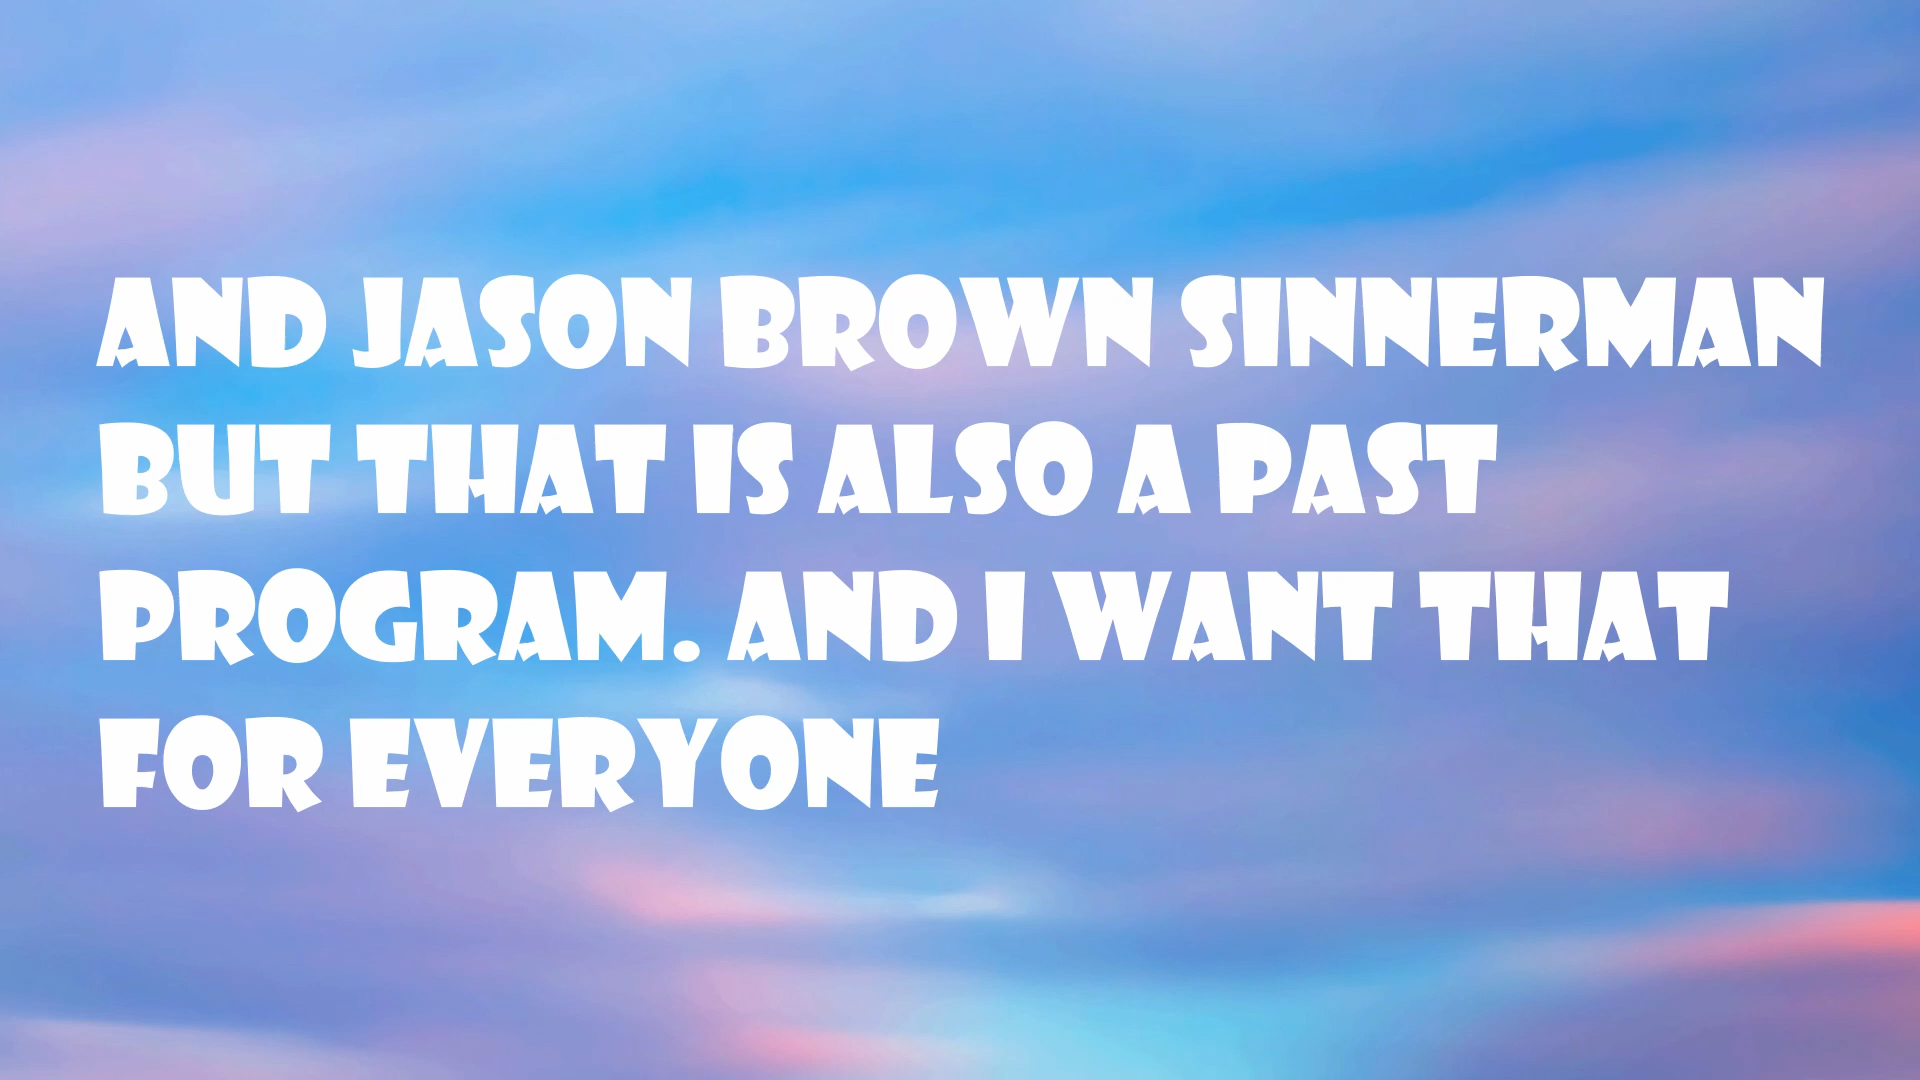 AND JASON BROWN SINNERMAN
BUT THAT IS ALSO A PAST
PROGRAM. AND I WANT THAT
FOR EVERYONE